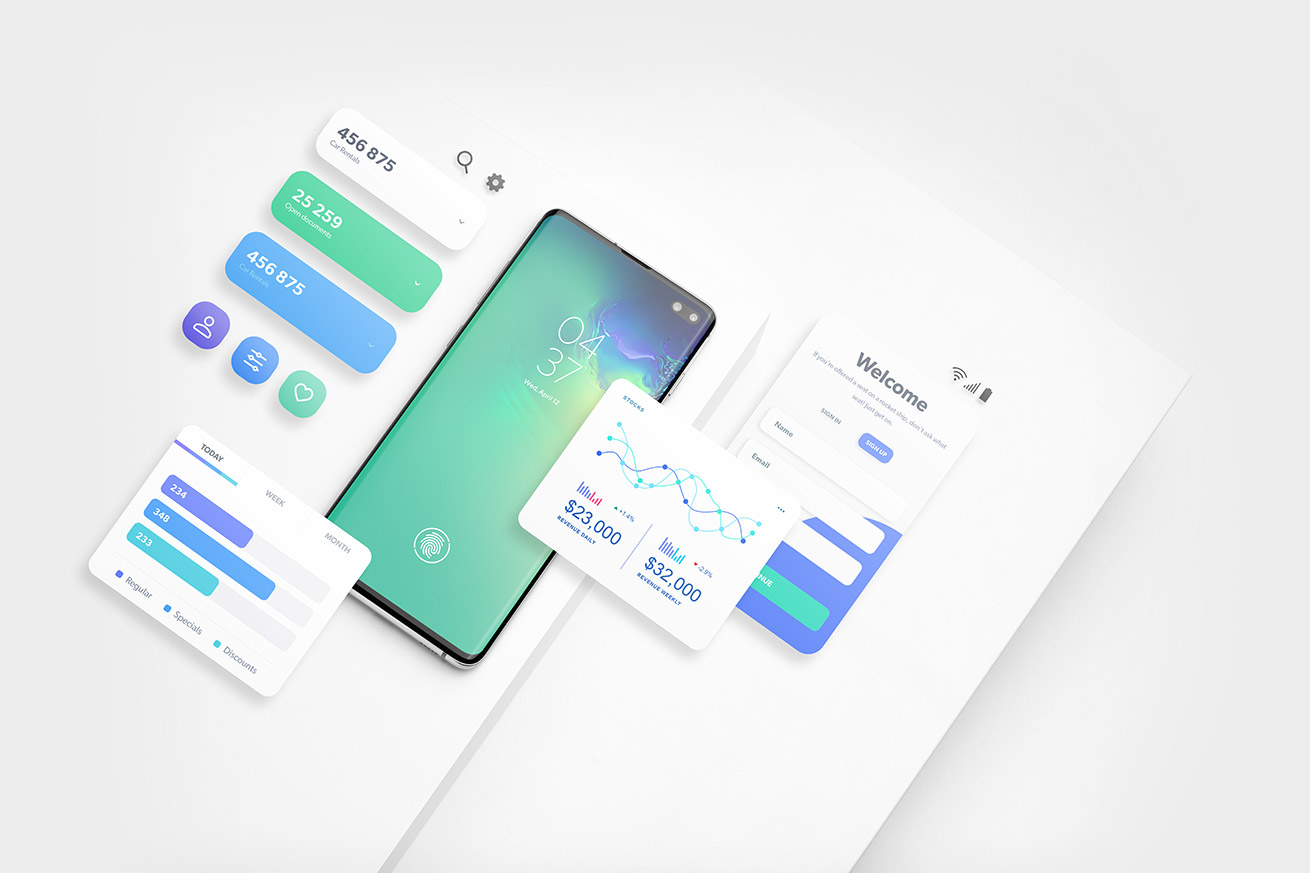 456 875
Car Rentals
25 259
Open documents
456 875
Car Rentals
04
37
Wed, April 12
TODAY
WEEK
MONTH
234
348
233
Regular
Specials
Discounts
STOCKS
$23,000
+1.4%
REVENUE DAILY
$32,000
-2.9%
REVENUE WEEKLY
Welcome
If you're offered a seat on a rocket ship, don't ask what
seat! Just get on.
SIGN IN
SIGN UP
Name
Email
NUE